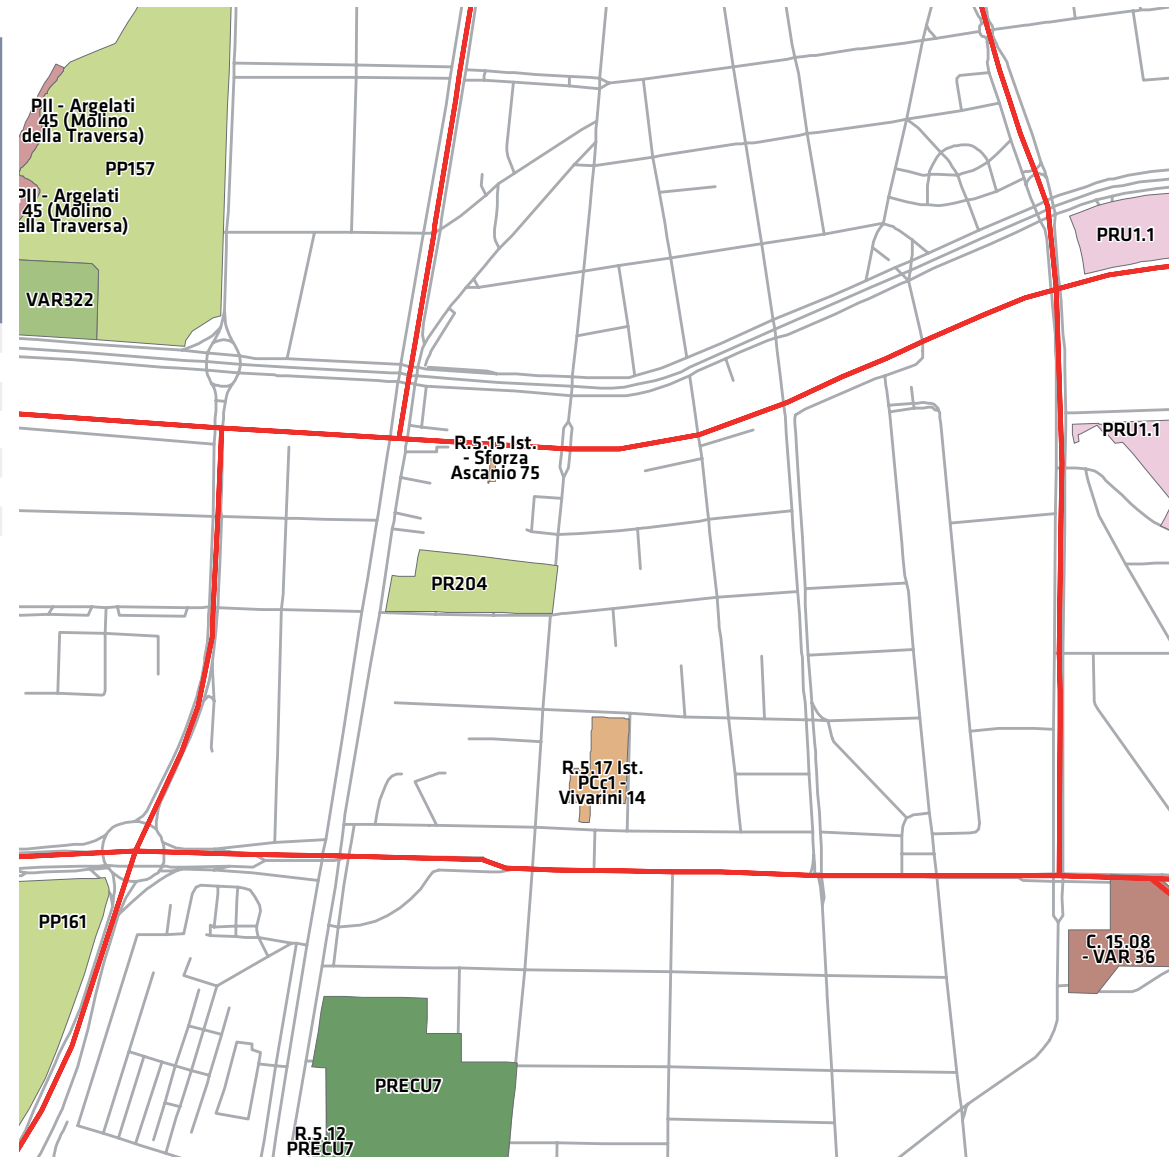 PII - Argelati
45 (Molino
della Traversa)
PP157
PII - Argelati
45 (Molino
ella Traversa)
VAR322
PRU1.1
PRU1.1
R.5.15 Ist.
- Sforza
Ascanio 75
PR204
R.5.17 Ist.
PCc1 -
Vivarini 14
PP161
C. 15.08
- VAR 36
PRECU7
R.5.12
PRECU7